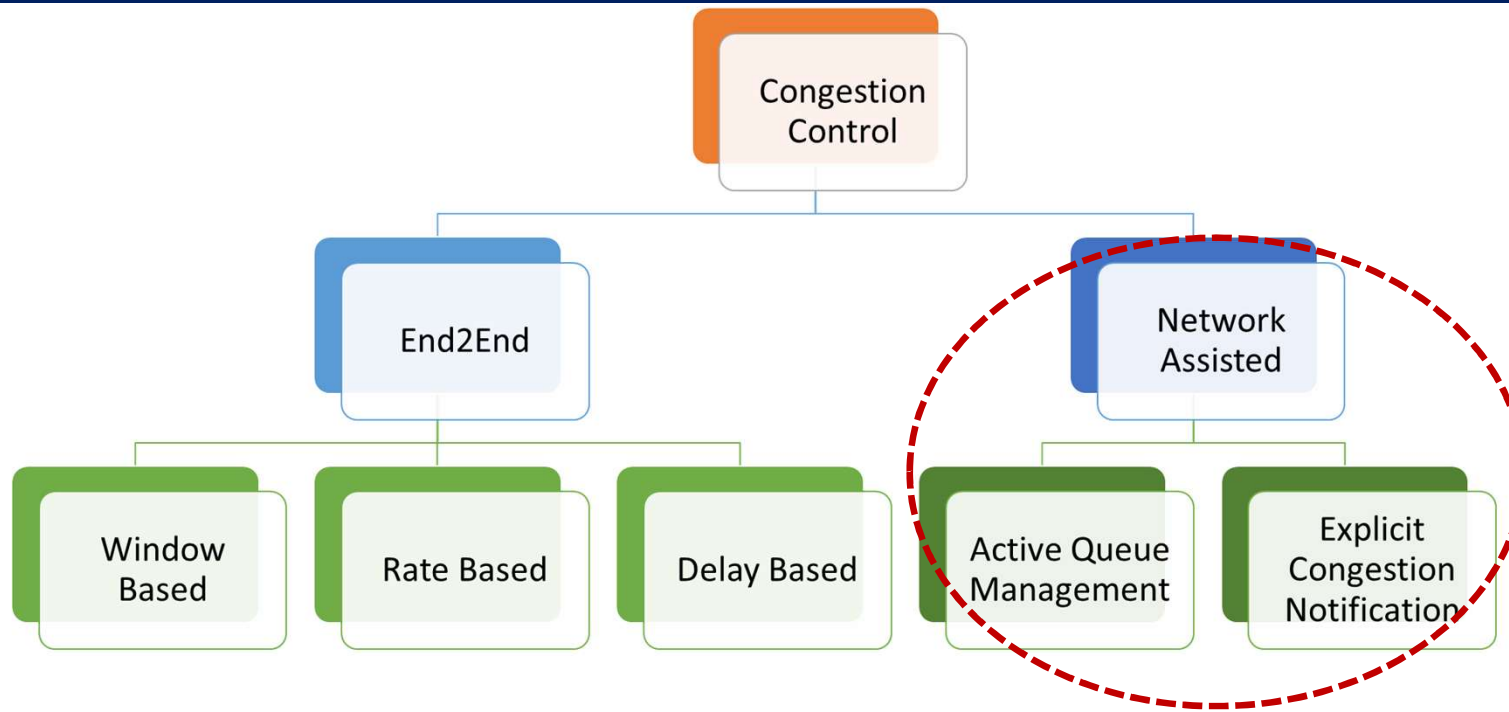 Congestion
Control
End2End
Network
Assisted
Window
Based
Rate Based
Delay Based
Active Queue
Management
Explicit
Congestion
Notification